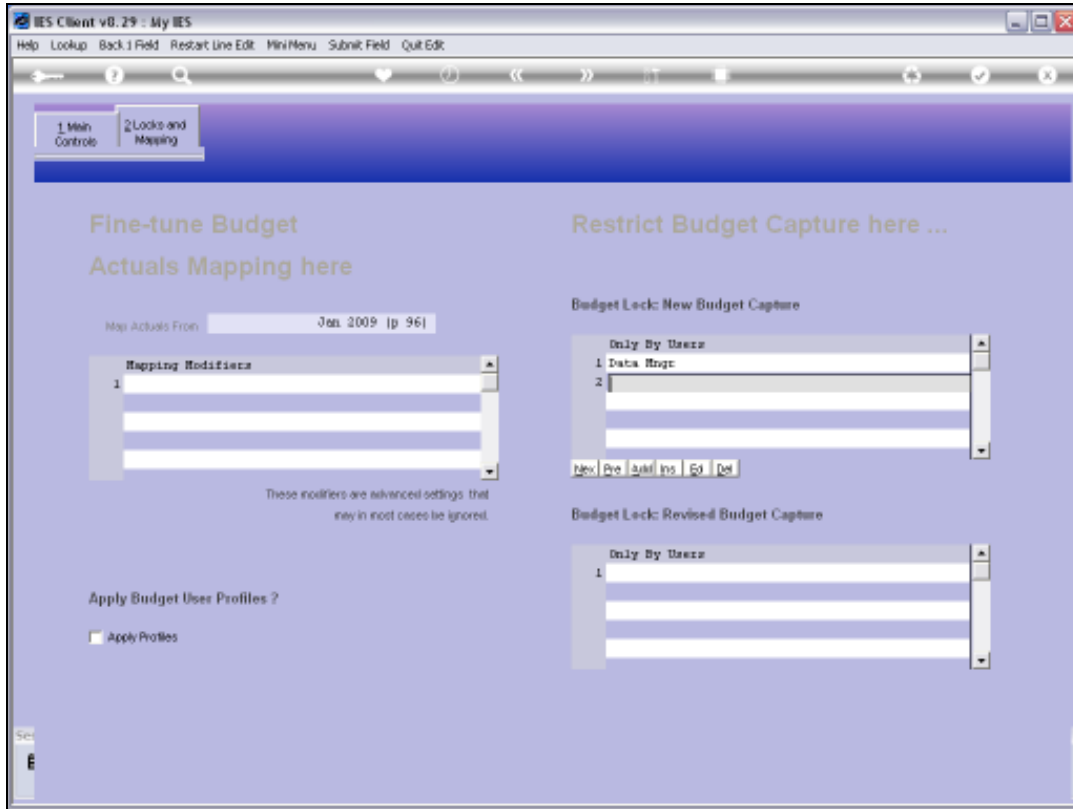 IES Client v8.29 : My IES
Help Lookup Back 1 Field Restart Line Edit MiniMenu Submit Field Quit Edit
1 Main Controls
2 Locks and Mapping
Fine-tune Budget
Actuals Mapping here
Map Actuals From
Jan 2009 (p 96)
Mapping Modifiers
1
These modifiers are advanced settings that
may in most cases be ignored.
Apply Budget User Profiles ?
Apply Profiles
Restrict Budget Capture here ...
Budget Lock: New Budget Capture
Only By Users
1 Data Mngr
2
Nex Pre Add Ins Ed Del
Budget Lock: Revised Budget Capture
Only By Users
1